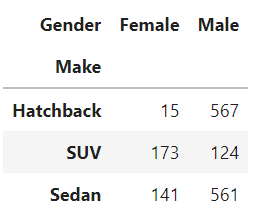 Gender Female Male
Make
Hatchback 15 567
SUV 173 124
Sedan 141 561